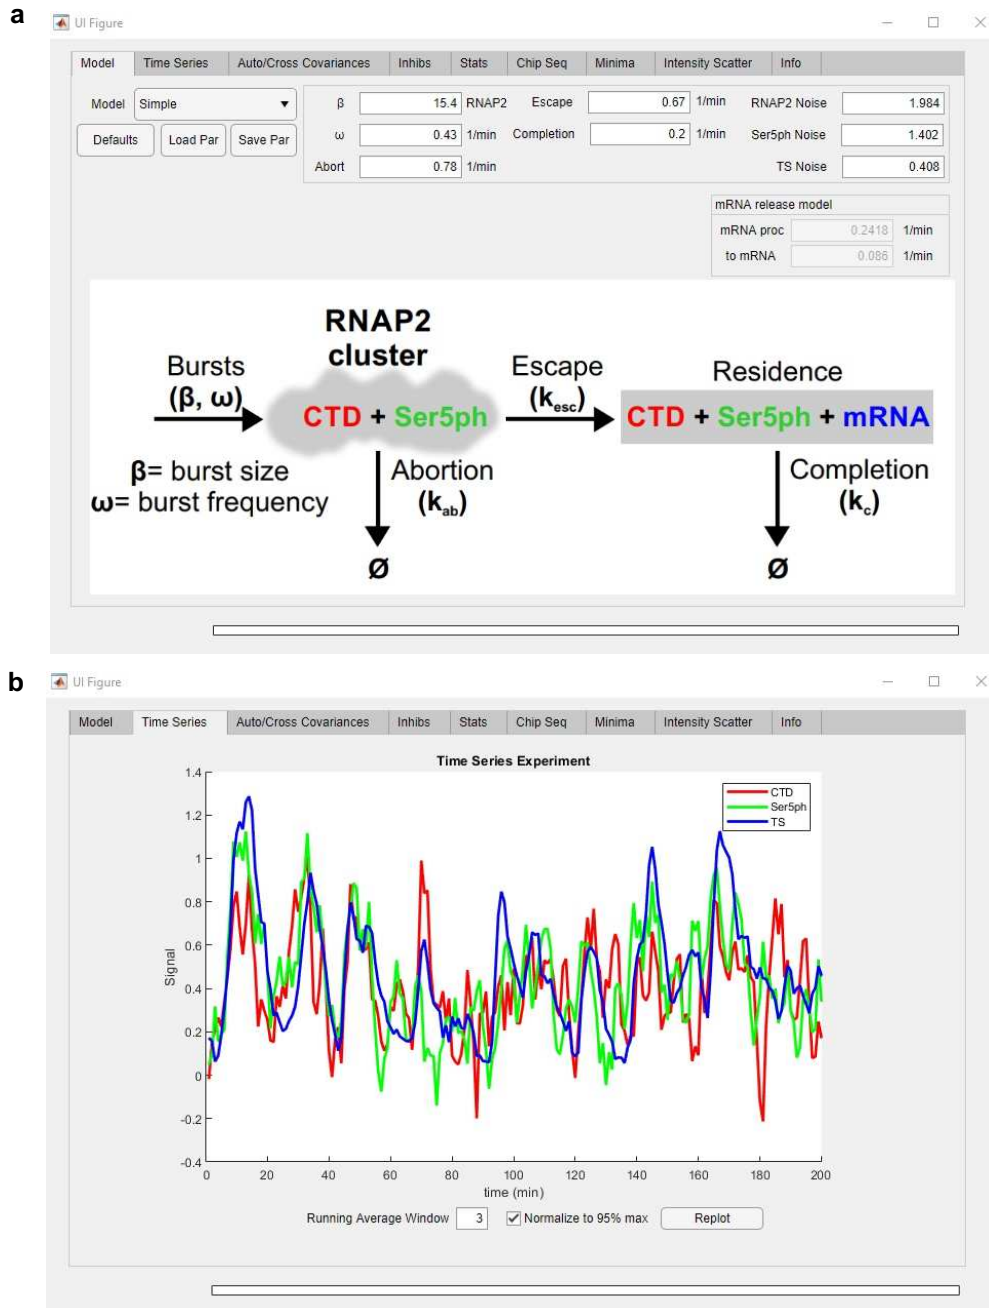 a
UI Figure
Model Time Series Auto/Cross Covariances Inhibs Stats Chip Seq Minima Intensity Scatter Info
Model Simple β 15.4 RNAP2 Escape 0.67 1/min RNAP2 Noise 1.984
Defaults Load Par Save Par ω 0.43 1/min Completion 0.2 1/min Ser5ph Noise 1.402
Abort 0.78 1/min TS Noise 0.408
mRNA release model
mRNA proc 0.2418 1/min
to mRNA 0.086 1/min
RNAP2
cluster
Bursts
(β, ω)
Escape
(kesc)
Residence
CTD + Ser5ph
CTD + Ser5ph + mRNA
β= burst size
ω= burst frequency
Abortion
(kab)
Completion
(kc)
Ø
Ø
b
UI Figure
Model Time Series Auto/Cross Covariances Inhibs Stats Chip Seq Minima Intensity Scatter Info
Time Series Experiment
CTD
Ser5ph
TS
Signal
1.4
1.2
1
0.8
0.6
0.4
0.2
0
-0.2
-0.4
0 20 40 60 80 100 120 140 160 180 200
time (min)
Running Average Window 3 Normalize to 95% max Replot